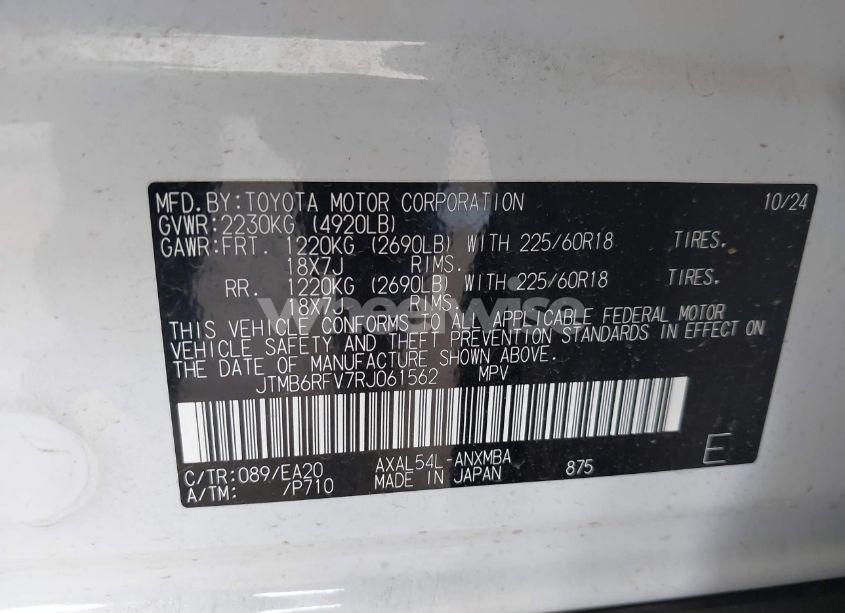 MFD.BY:TOYOTA MOTOR CORPORATION 10/24
GVWR:2230KG (4920LB)
GAWR:FRT. 1220KG (2690LB) WITH 225/60R18 TIRES.
18X7J RIMS.
RR. 1220KG (2690LB) WITH 225/60R18 TIRES.
18X7J RIMS.
wheelwise
THIS VEHICLE CONFORMS TO ALL APPLICABLE FEDERAL MOTOR
VEHICLE SAFETY AND THEFT PREVENTION STANDARDS IN EFFECT ON
THE DATE OF MANUFACTURE SHOWN ABOVE.
JTMB6RFV7RJ061562 MPV
C/TR:089/EA20 AXAL54L-ANXMBA 875 E
A/TM: /P710 MADE IN JAPAN